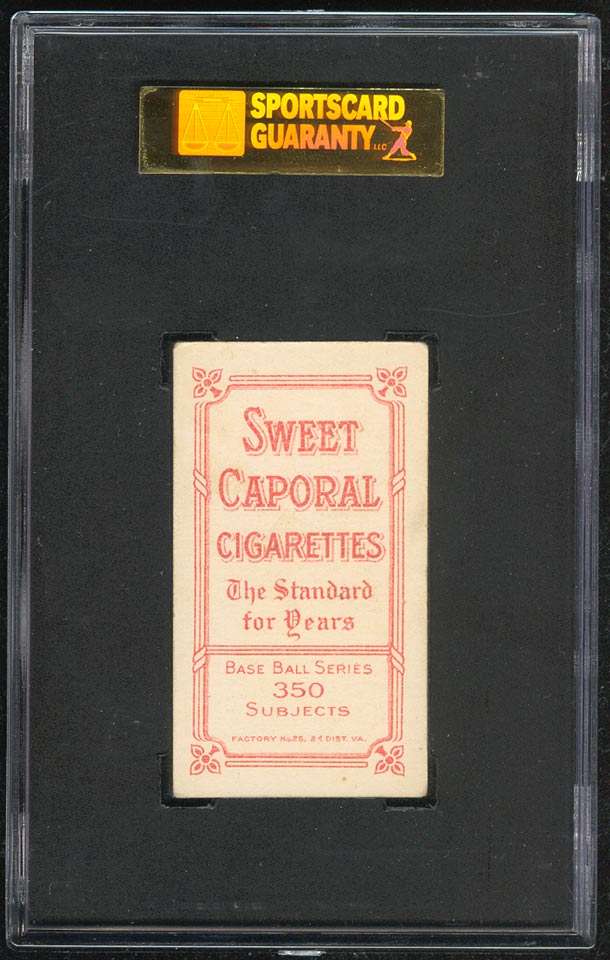 SPORTSCARD
GUARANTY LLC
SWEET
CAPORAL
CIGARETTES
The Standard
for Years
BASE BALL SERIES
350
SUBJECTS
FACTORY No. 25, 2d DIST. VA.